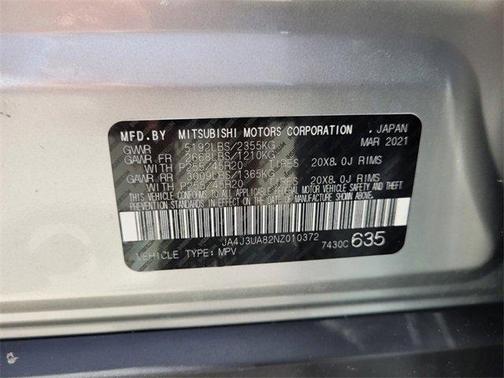 MFD.BY MITSUBISHI MOTORS CORPORATION , JAPAN
GVWR 5192LBS/2355KG MAR 2021
GAWR FR 2668LBS/1210KG
WITH P255/45R20 TIRES 20X8.0J RIMS
GAWR RR 3009LBS/1365KG
WITH P255/45R20 TIRES 20X8.0J RIMS
THIS VEHICLE CONFORMS TO ALL APPLICABLE FEDERAL
MOTOR VEHICLE SAFETY AND THEFT PREVENTION STANDARDS
IN EFFECT ON THE DATE OF MANUFACTURE SHOWN ABOVE.
JA4J3UA82NZ010372
VEHICLE TYPE: MPV 7430C 635